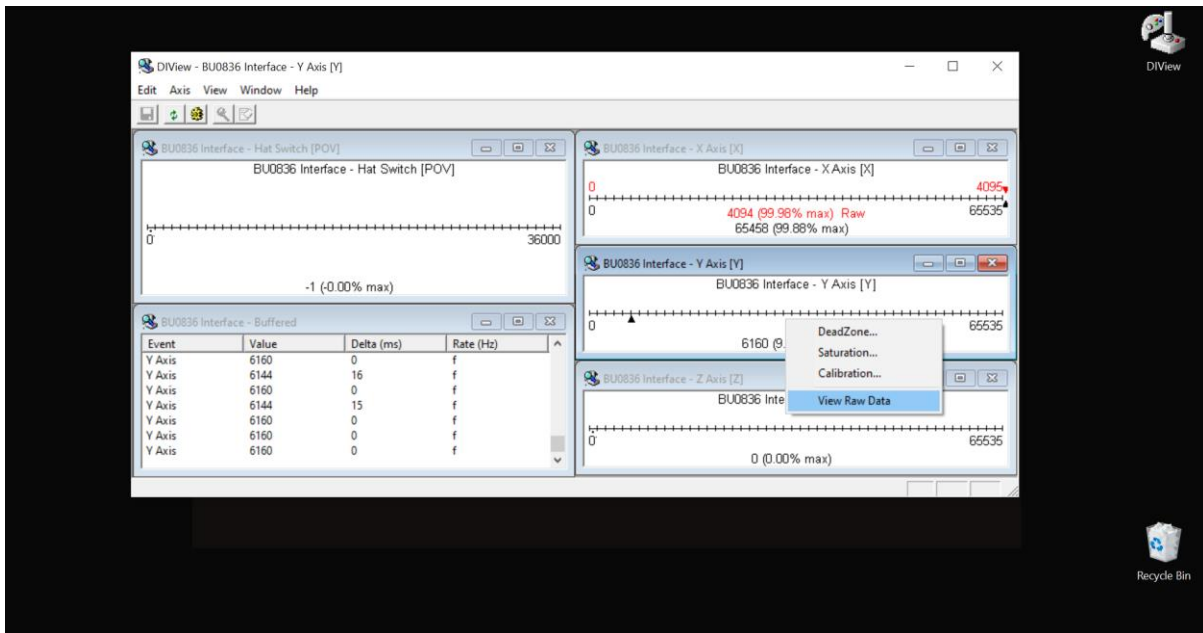 DIView
DIView - BU0836 Interface - Y Axis [Y]
Edit Axis View Window Help
BU0836 Interface - Hat Switch [POV]
BU0836 Interface - Hat Switch [POV]
0
36000
-1 (-0.00% max)
BU0836 Interface - Buffered
Event Value Delta (ms) Rate (Hz)
Y Axis 6160 0 f
Y Axis 6144 16 f
Y Axis 6160 0 f
Y Axis 6144 15 f
Y Axis 6160 0 f
Y Axis 6160 0 f
BU0836 Interface - X Axis [X]
BU0836 Interface - X Axis [X]
0 4095
0 65535
4094 (99.98% max) Raw
65458 (99.88% max)
BU0836 Interface - Y Axis [Y]
BU0836 Interface - Y Axis [Y]
0 65535
6160 (9.
DeadZone...
Saturation...
Calibration...
View Raw Data
BU0836 Interface - Z Axis [Z]
BU0836 Inte
0 65535
0 (0.00% max)
Recycle Bin